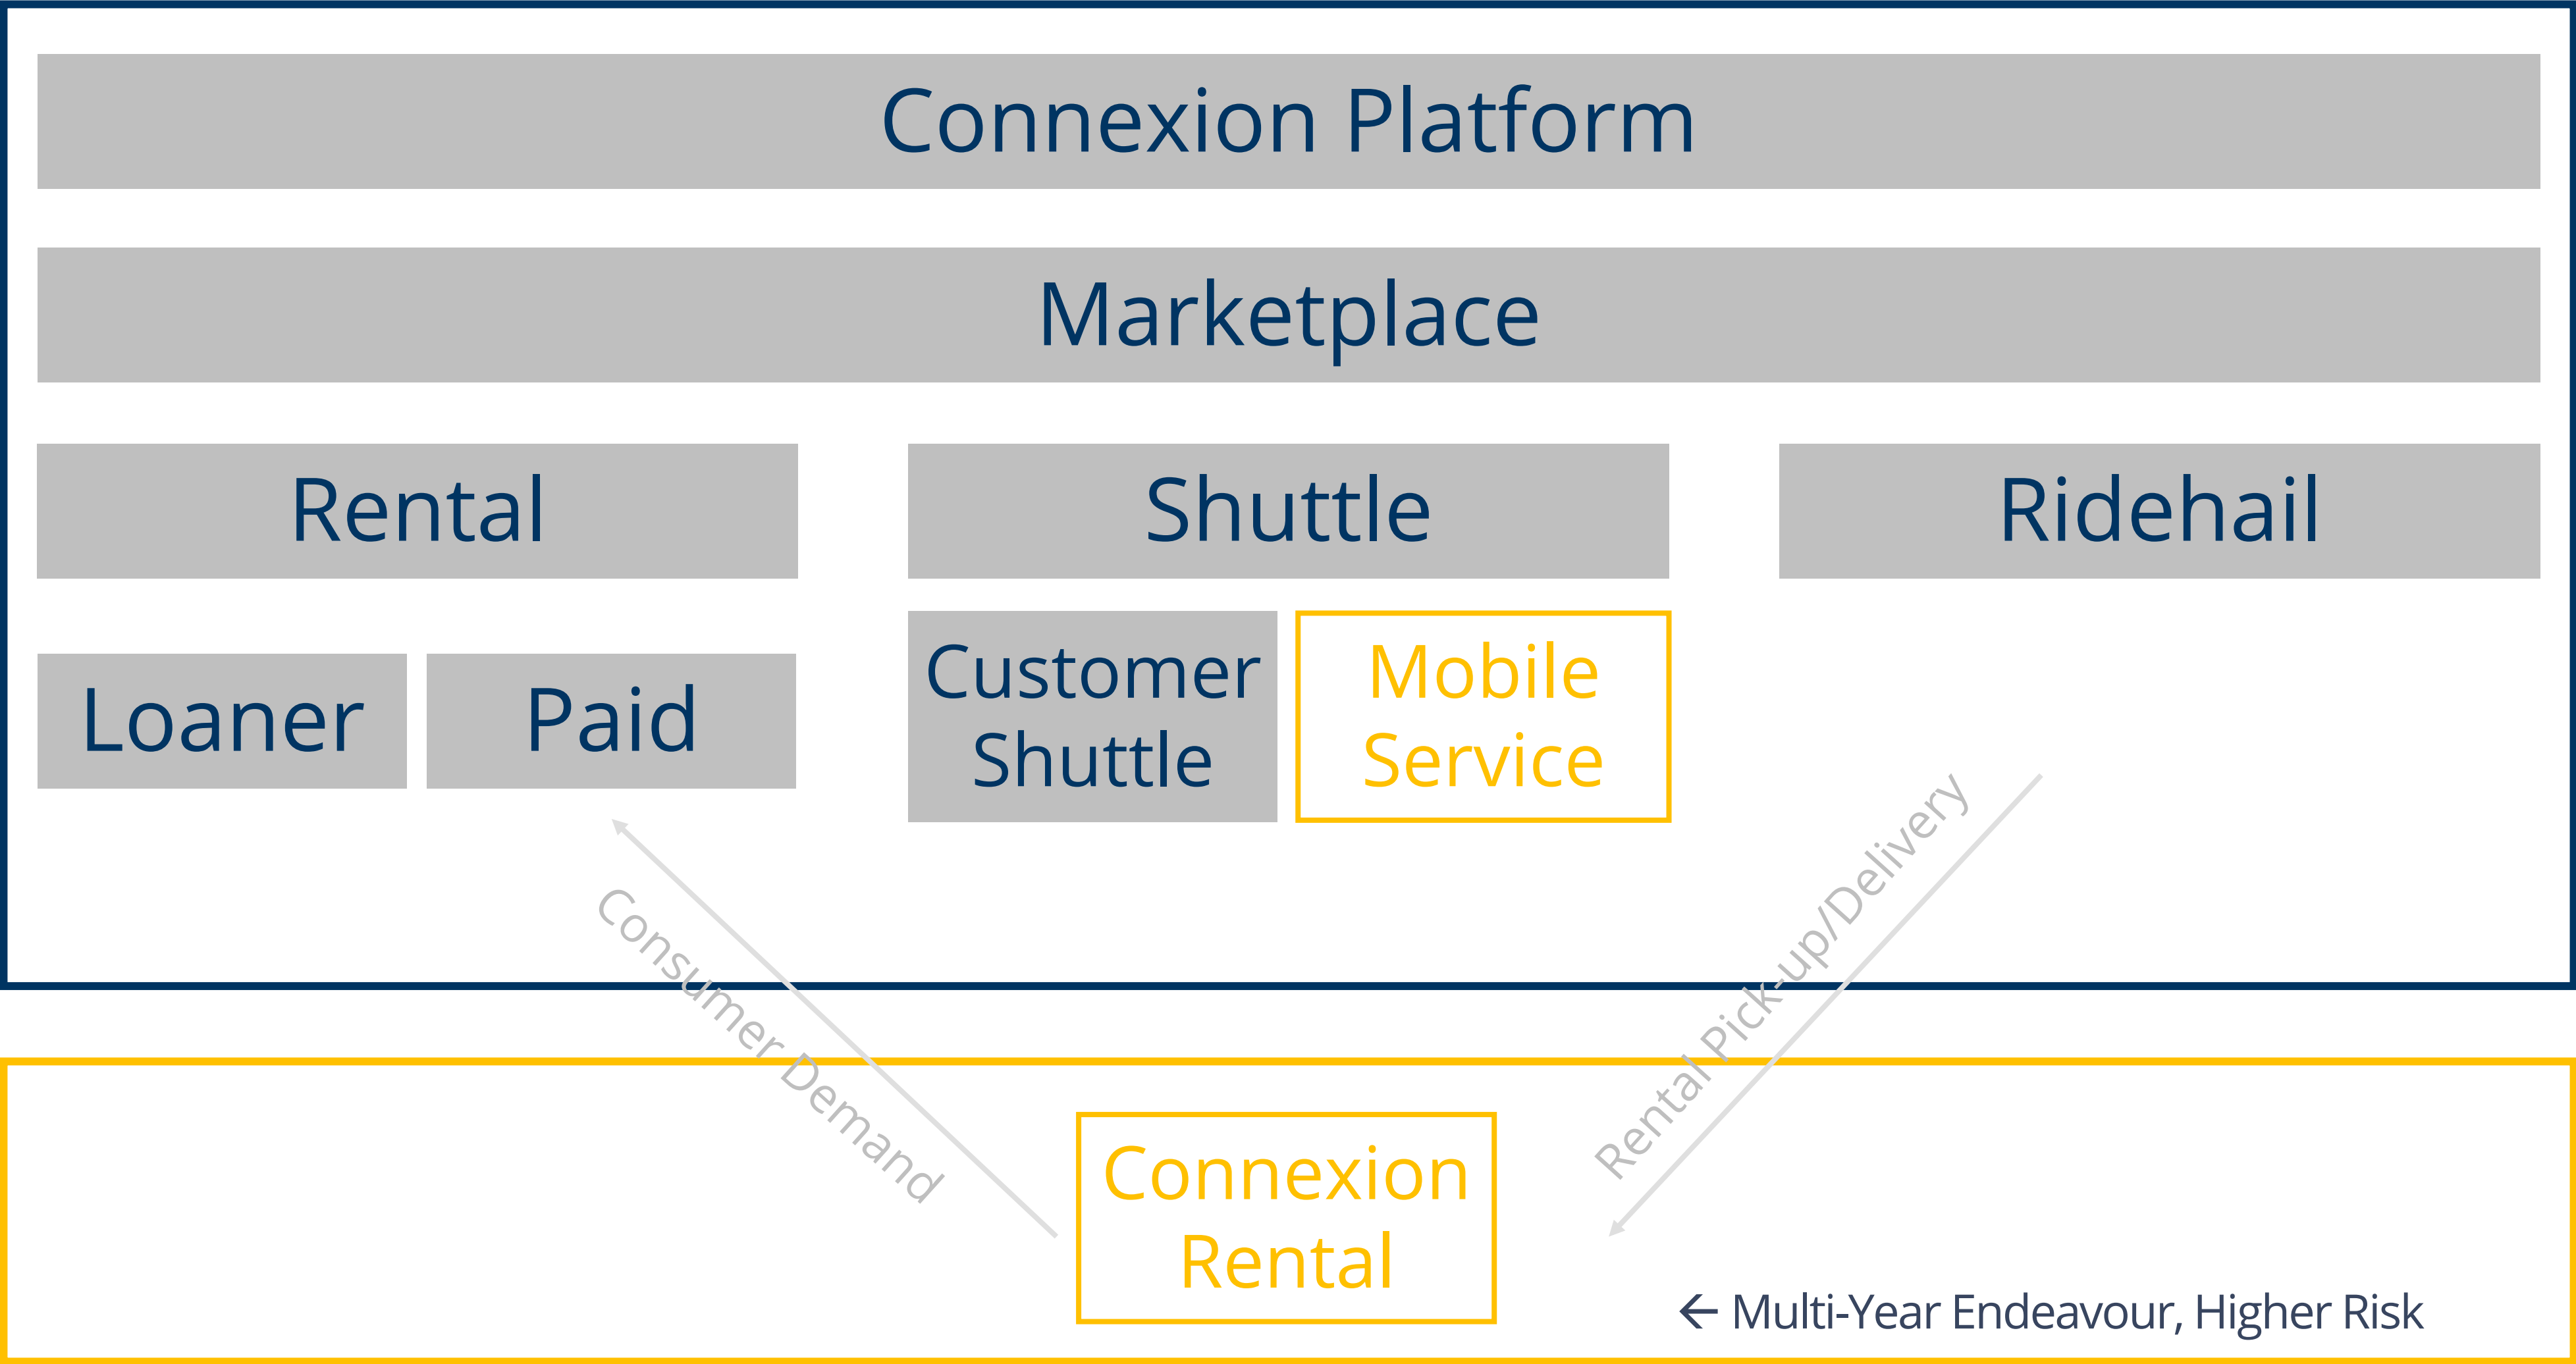 Connexion Platform
Marketplace
Rental
Shuttle
Ridehail
Loaner
Paid
Customer
Shuttle
Mobile
Service
Consumer Demand
Rental Pick-up/Delivery
Connexion
Rental
← Multi-Year Endeavour, Higher Risk